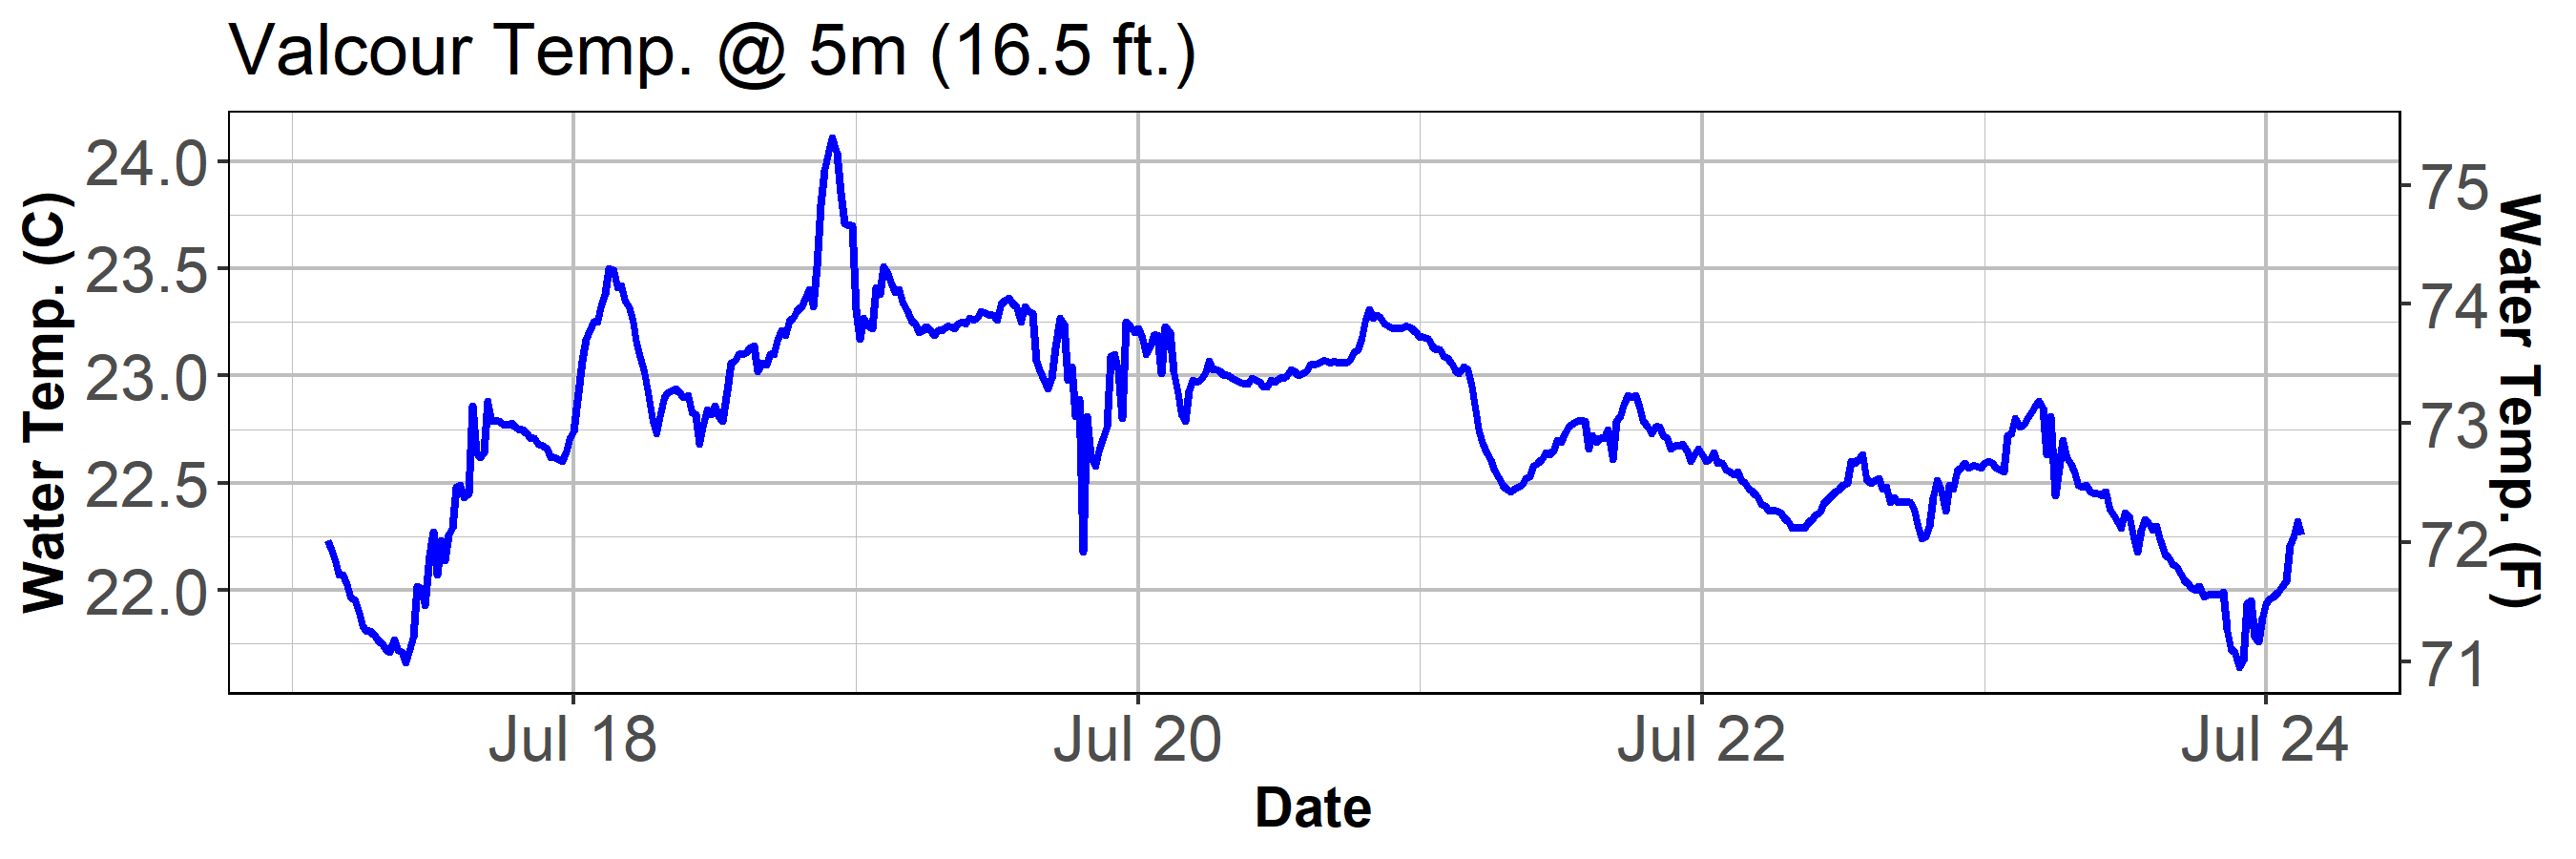 Valcour Temp. @ 5m (16.5 ft.)
Water Temp. (C)
24.0
23.5
23.0
22.5
22.0
75
74
73
72
71
Water Temp. (F)
Jul 18 Jul 20 Jul 22 Jul 24
Date